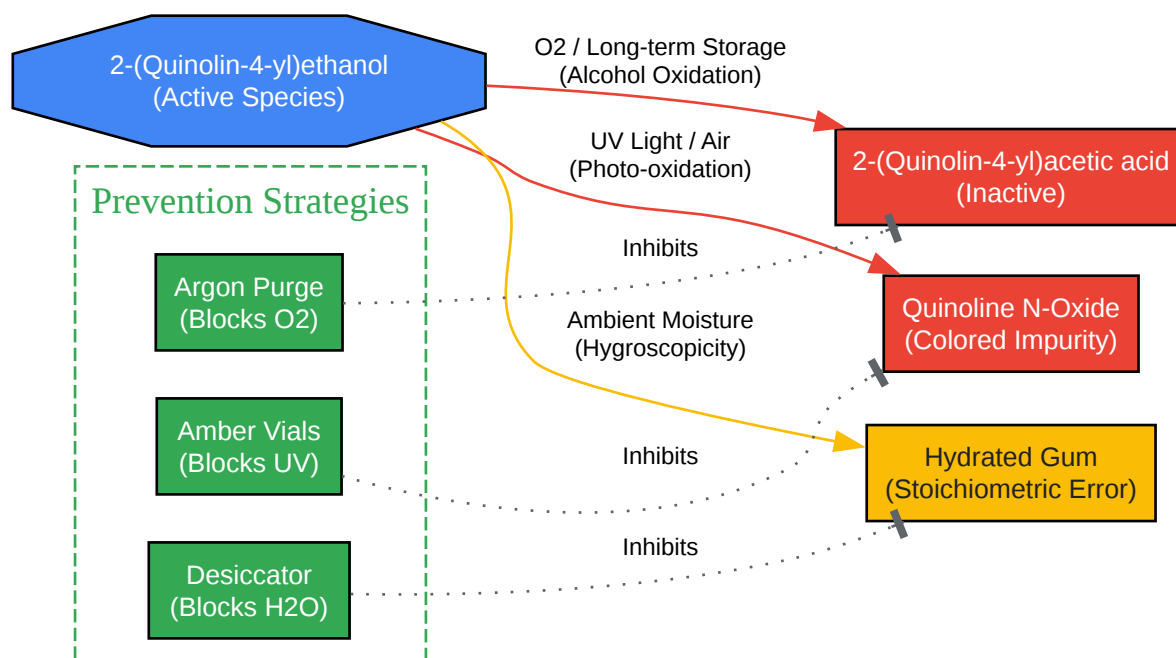 2-(Quinolin-4-yl)ethanol
(Active Species)
O2 / Long-term Storage
(Alcohol Oxidation)
UV Light / Air
(Photo-oxidation)
2-(Quinolin-4-yl)acetic acid
(Inactive)
Prevention Strategies
Inhibits
Argon Purge
(Blocks O2)
Quinoline N-Oxide
(Colored Impurity)
Ambient Moisture
(Hygroscopicity)
Amber Vials
(Blocks UV)
Inhibits
Hydrated Gum
(Stoichiometric Error)
Inhibits
Desiccator
(Blocks H2O)